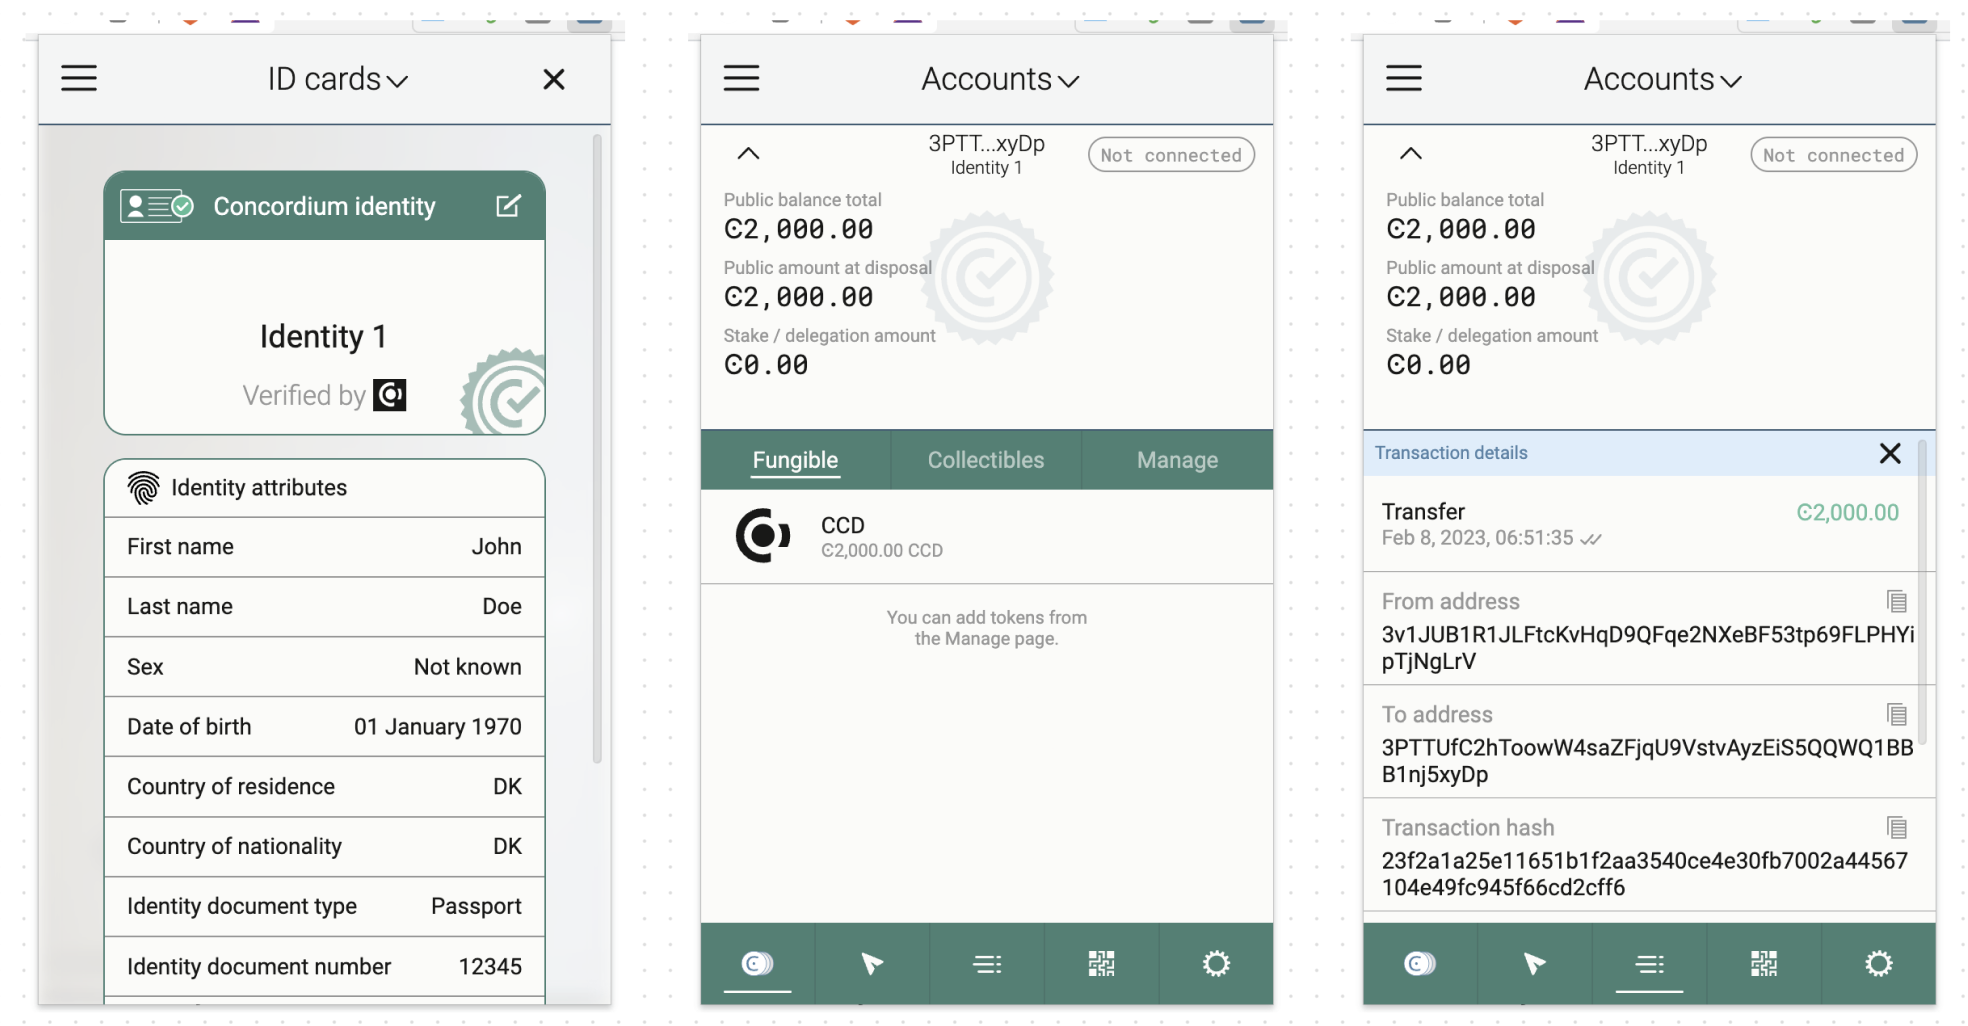 ID cards
Concordium identity
Identity 1
Verified by
Identity attributes
First name John
Last name Doe
Sex Not known
Date of birth 01 January 1970
Country of residence DK
Country of nationality DK
Identity document type Passport
Identity document number 12345
Accounts
3PTT...xyDp
Identity 1
Not connected
Public balance total
Ͼ2,000.00
Public amount at disposal
Ͼ2,000.00
Stake / delegation amount
Ͼ0.00
Fungible Collectibles Manage
CCD
Ͼ2,000.00 CCD
You can add tokens from
the Manage page.
Accounts
3PTT...xyDp
Identity 1
Not connected
Public balance total
Ͼ2,000.00
Public amount at disposal
Ͼ2,000.00
Stake / delegation amount
Ͼ0.00
Transaction details
Transfer Ͼ2,000.00
Feb 8, 2023, 06:51:35
From address
3v1JUB1R1JLFtcKvHqD9QFqe2NXeBF53tp69FLPHYi
pTjNgLrV
To address
3PTTUfC2hToowW4saZFjqU9VstvAyzEiS5QQWQ1BB
B1nj5xyDp
Transaction hash
23f2a1a25e11651b1f2aa3540ce4e30fb7002a44567
104e49fc945f66cd2cff6